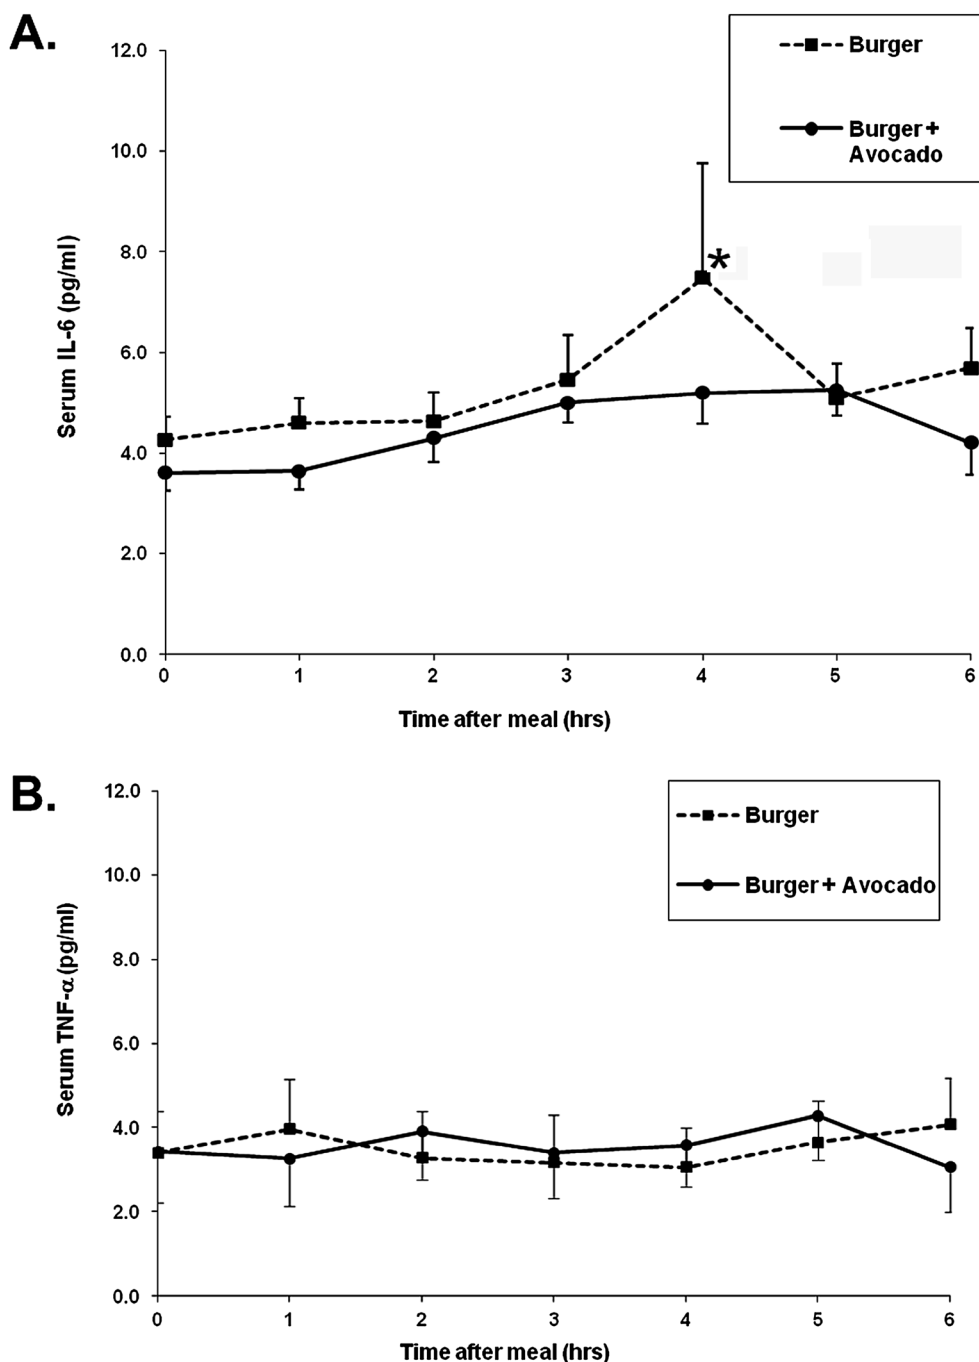 A.
12.0
10.0
8.0
6.0
4.0
2.0
0.0
Serum IL-6 (pg/ml)
Burger
Burger +
Avocado
*
0 1 2 3 4 5 6
Time after meal (hrs)
B.
12.0
10.0
8.0
6.0
4.0
2.0
0.0
Serum TNF-α (pg/ml)
Burger
Burger + Avocado
0 1 2 3 4 5 6
Time after meal (hrs)